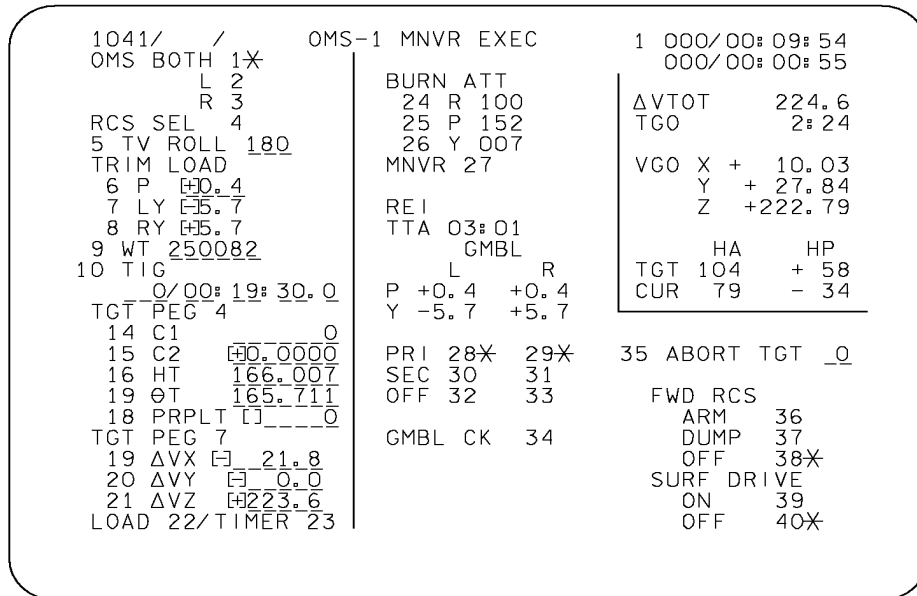 1041/ / OMS-1 MNVR EXEC 1 000/00:09:54
000/00:00:55
OMS BOTH 1*
L 2
R 3
RCS SEL 4
5 TV ROLL 180
TRIM LOAD
6 P [+]0.4
7 LY [-]5.7
8 RY [+]5.7
9 WT 250082
10 TIG
0/00:19:30.0
TGT PEG 4
14 C1 0
15 C2 [+]0.0000
16 HT 166.007
19 θT 165.711
18 PRPLT [] 0
TGT PEG 7
19 ΔVX [-] 21.8
20 ΔVY [-] 0.0
21 ΔVZ [+]223.6
LOAD 22/TIMER 23
BURN ATT
24 R 100
25 P 152
26 Y 007
MNVR 27
REI
TTA 03:01
GMBL
L R
P +0.4 +0.4
Y -5.7 +5.7
PRI 28* 29*
SEC 30 31
OFF 32 33
GMBL CK 34
ΔVTOT 224.6
TGO 2:24
VGO X + 10.03
Y + 27.84
Z +222.79
HA HP
TGT 104 + 58
CUR 79 - 34
35 ABORT TGT 0
FWD RCS
ARM 36
DUMP 37
OFF 38*
SURF DRIVE
ON 39
OFF 40*